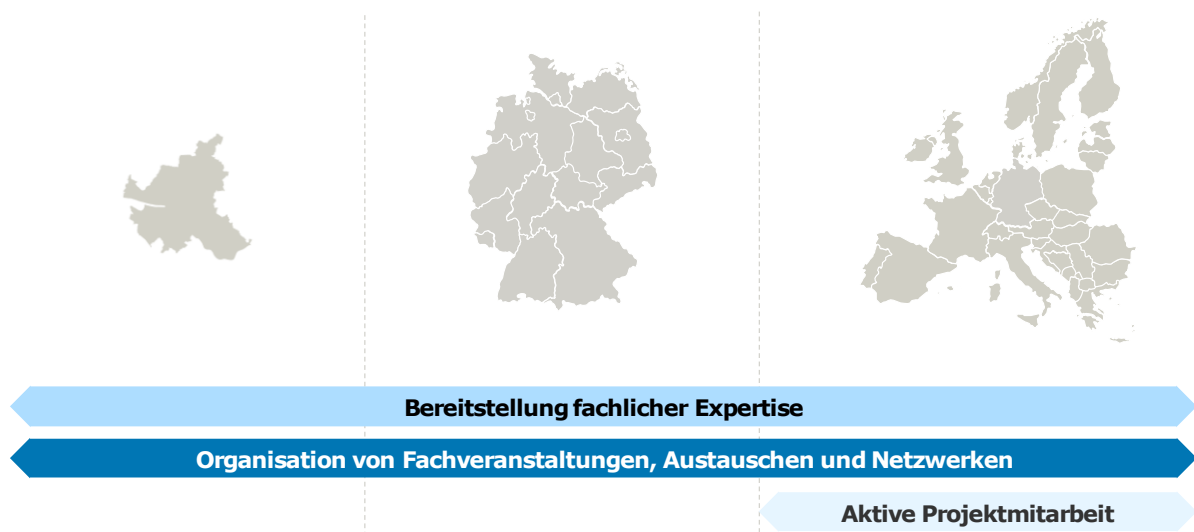 Bereitstellung fachlicher Expertise
Organisation von Fachveranstaltungen, Austauschen und Netzwerken
Aktive Projektmitarbeit